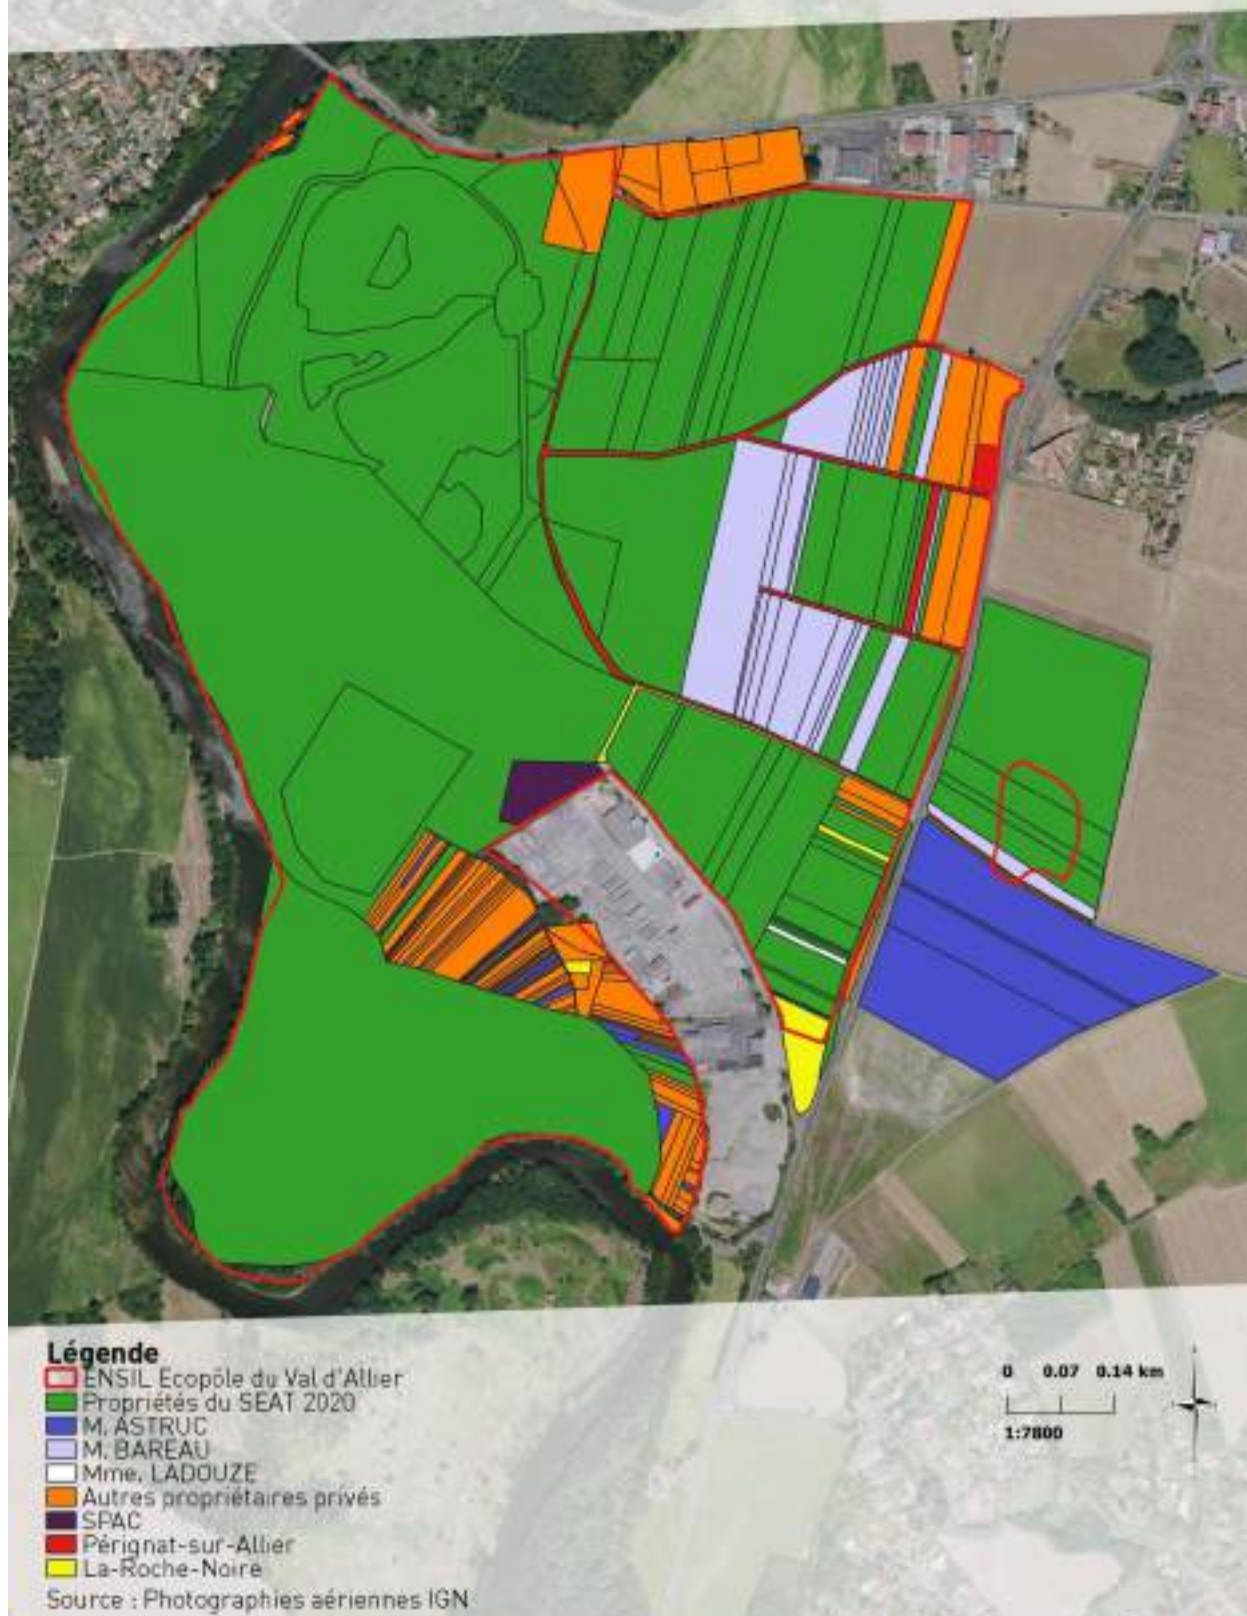 Légende
ENSIL Ecopôle du Val d'Allier
Propriétés du SEAT 2020
M. ASTRUC
M. BAREAU
Mme. LADOUZE
Autres propriétaires privés
SPAC
Pérignat-sur-Allier
La-Roche-Noire
Source : Photographies aériennes IGN
0 0.07 0.14 km
1:7800